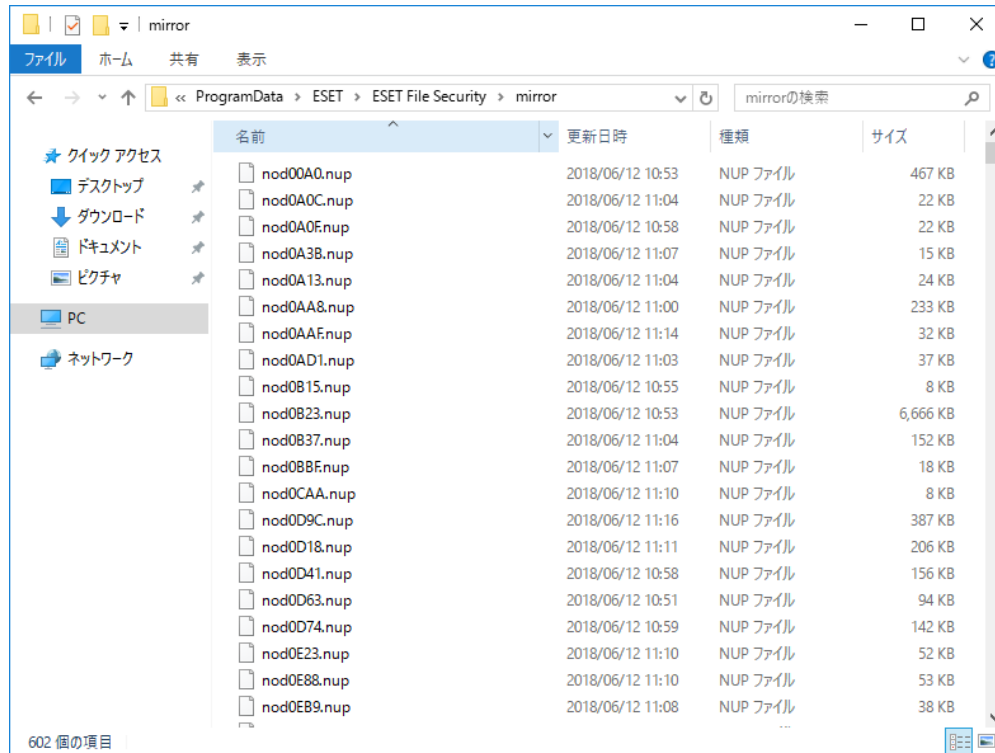 mirror
ファイル ホーム 共有 表示
« ProgramData > ESET > ESET File Security > mirror mirrorの検索
名前 更新日時 種類 サイズ
クイック アクセス
デスクトップ
ダウンロード
ドキュメント
ピクチャ
PC
ネットワーク
nod00A0.nup 2018/06/12 10:53 NUP ファイル 467 KB
nod0A0C.nup 2018/06/12 11:04 NUP ファイル 22 KB
nod0A0F.nup 2018/06/12 10:58 NUP ファイル 22 KB
nod0A3B.nup 2018/06/12 11:07 NUP ファイル 15 KB
nod0A13.nup 2018/06/12 11:04 NUP ファイル 24 KB
nod0AA8.nup 2018/06/12 11:00 NUP ファイル 233 KB
nod0AAF.nup 2018/06/12 11:14 NUP ファイル 32 KB
nod0AD1.nup 2018/06/12 11:03 NUP ファイル 37 KB
nod0B15.nup 2018/06/12 10:55 NUP ファイル 8 KB
nod0B23.nup 2018/06/12 10:53 NUP ファイル 6,666 KB
nod0B37.nup 2018/06/12 11:04 NUP ファイル 152 KB
nod0BBF.nup 2018/06/12 11:07 NUP ファイル 18 KB
nod0CAA.nup 2018/06/12 11:10 NUP ファイル 8 KB
nod0D9C.nup 2018/06/12 11:16 NUP ファイル 387 KB
nod0D18.nup 2018/06/12 11:11 NUP ファイル 206 KB
nod0D41.nup 2018/06/12 10:58 NUP ファイル 156 KB
nod0D63.nup 2018/06/12 10:51 NUP ファイル 94 KB
nod0D74.nup 2018/06/12 10:59 NUP ファイル 142 KB
nod0E23.nup 2018/06/12 11:10 NUP ファイル 52 KB
nod0E88.nup 2018/06/12 11:10 NUP ファイル 53 KB
nod0EB9.nup 2018/06/12 11:08 NUP ファイル 38 KB
602 個の項目